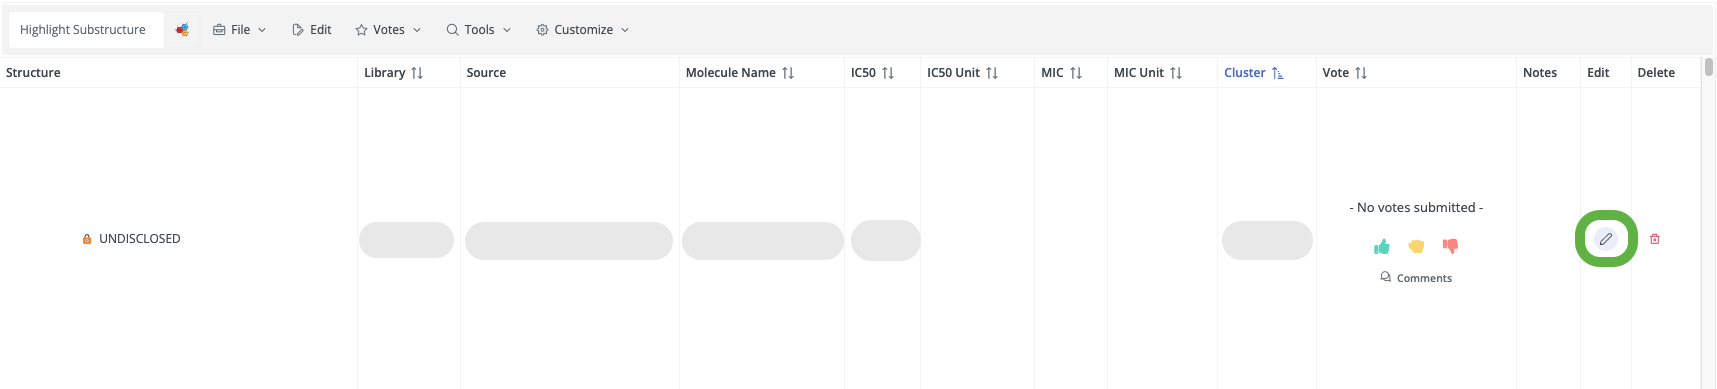 Highlight Substructure File Edit Votes Tools Customize
Structure Library Source Molecule Name IC50 IC50 Unit MIC MIC Unit Cluster Vote Notes Edit Delete
- No votes submitted -
UNDISCLOSED
Comments